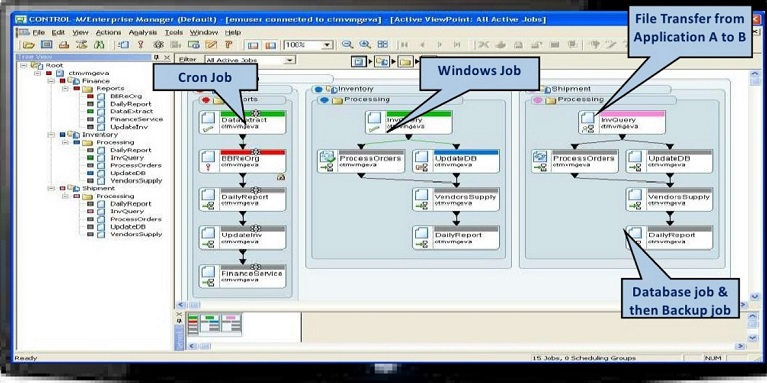 CONTROL-M/Enterprise Manager (Default) - [emuser connected to ctmvmgeva] - [Active ViewPoint: All Active Jobs]
File Edit View Actions Analysis Tools Window Help
100%
Tree View
Filter All Active Jobs
Root
ctmvmgeva
Finance
Reports
BBReOrg
DailyReport
DataExtract
FinanceService
UpdateInv
Inventory
Processing
DailyReport
InvQuery
ProcessOrders
UpdateDB
VendorsSupply
Shipment
Processing
DailyReport
InvQuery
ProcessOrders
UpdateDB
VendorsSupply
Cron Job
Windows Job
File Transfer from
Application A to B
DataExtract
ctmvmgeva
BBReOrg
ctmvmgeva
DailyReport
ctmvmgeva
UpdateInv
ctmvmgeva
FinanceService
ctmvmgeva
Inventory
Processing
ctmvmgeva
ProcessOrders
ctmvmgeva
UpdateDB
ctmvmgeva
VendorsSupply
ctmvmgeva
DailyReport
ctmvmgeva
Shipment
Processing
InvQuery
ctmvmgeva
ProcessOrders
ctmvmgeva
UpdateDB
ctmvmgeva
VendorsSupply
ctmvmgeva
DailyReport
ctmvmgeva
Database job &
then Backup job
Ready
15 Jobs, 0 Scheduling Groups
NUM